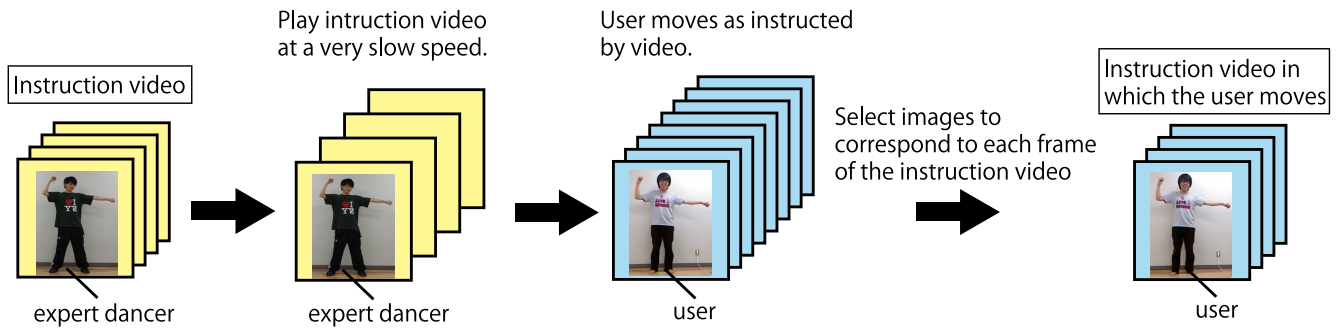 Instruction video
expert dancer
Play intruction video
at a very slow speed.
expert dancer
User moves as instructed
by video.
user
Select images to
correspond to each frame
of the instruction video
Instruction video in
which the user moves
user